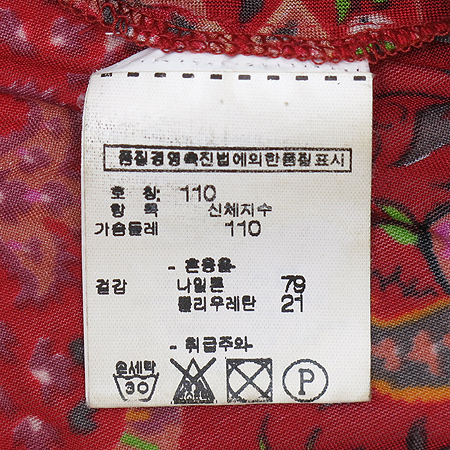 품질경영촉진법에의한품질표시
호 칭 110
항 목 신체지수
가슴둘레 110
- 혼용율
겉감 나일론 79
폴리우레탄 21
- 취급주의
손세탁
30
P